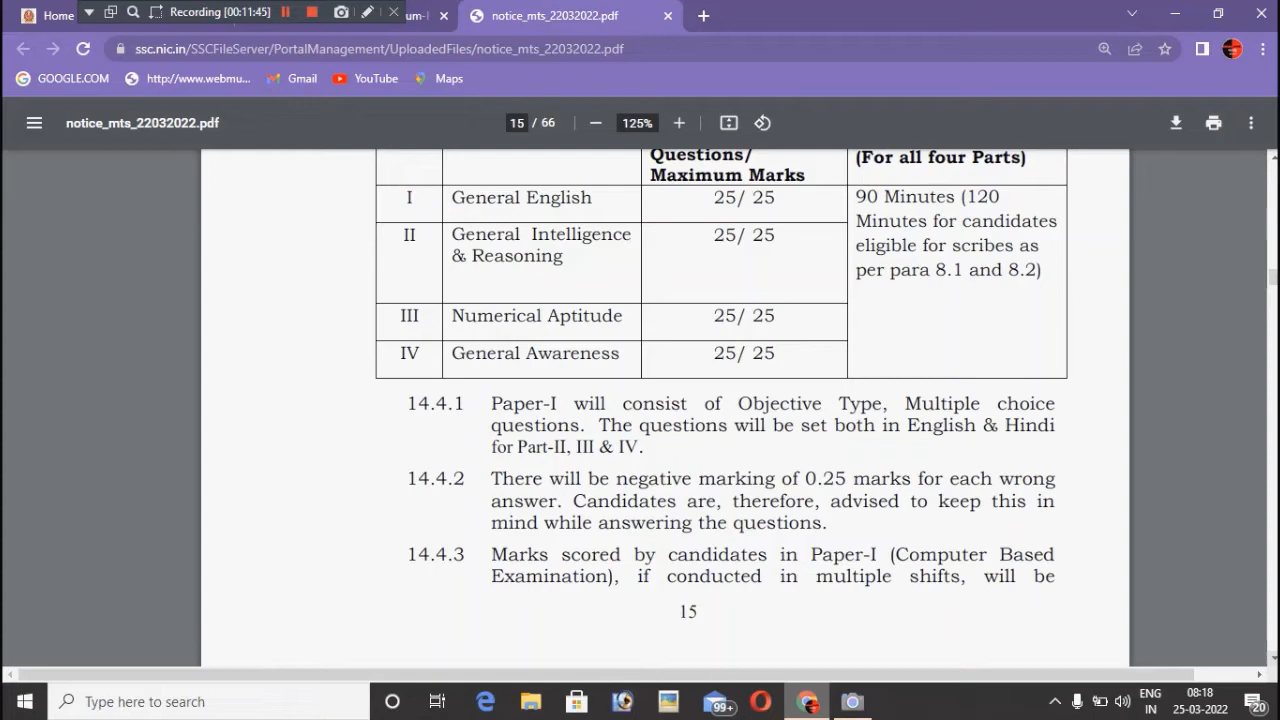 Home
Recording [00:11:45]
um-I
notice_mts_22032022.pdf
ssc.nic.in/SSCFileServer/PortalManagement/UploadedFiles/notice_mts_22032022.pdf
GOOGLE.COM http://www.webmu... Gmail YouTube Maps
notice_mts_22032022.pdf 15 / 66 125%
Questions/ (For all four Parts)
Maximum Marks
I General English 25/ 25 90 Minutes (120
Minutes for candidates
II General Intelligence 25/ 25 eligible for scribes as
& Reasoning per para 8.1 and 8.2)
III Numerical Aptitude 25/ 25
IV General Awareness 25/ 25
14.4.1 Paper-I will consist of Objective Type, Multiple choice
questions. The questions will be set both in English & Hindi
for Part-II, III & IV.
14.4.2 There will be negative marking of 0.25 marks for each wrong
answer. Candidates are, therefore, advised to keep this in
mind while answering the questions.
14.4.3 Marks scored by candidates in Paper-I (Computer Based
Examination), if conducted in multiple shifts, will be
15
Type here to search
99+
ENG 08:18
IN 25-03-2022 20